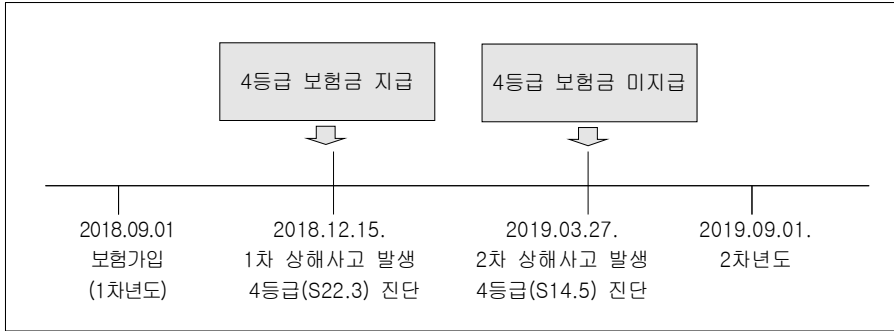 4등급 보험금 지급
4등급 보험금 미지급
2018.09.01
보험가입
(1차년도)
2018.12.15.
1차 상해사고 발생
4등급(S22.3) 진단
2019.03.27.
2차 상해사고 발생
4등급(S14.5) 진단
2019.09.01.
2차년도